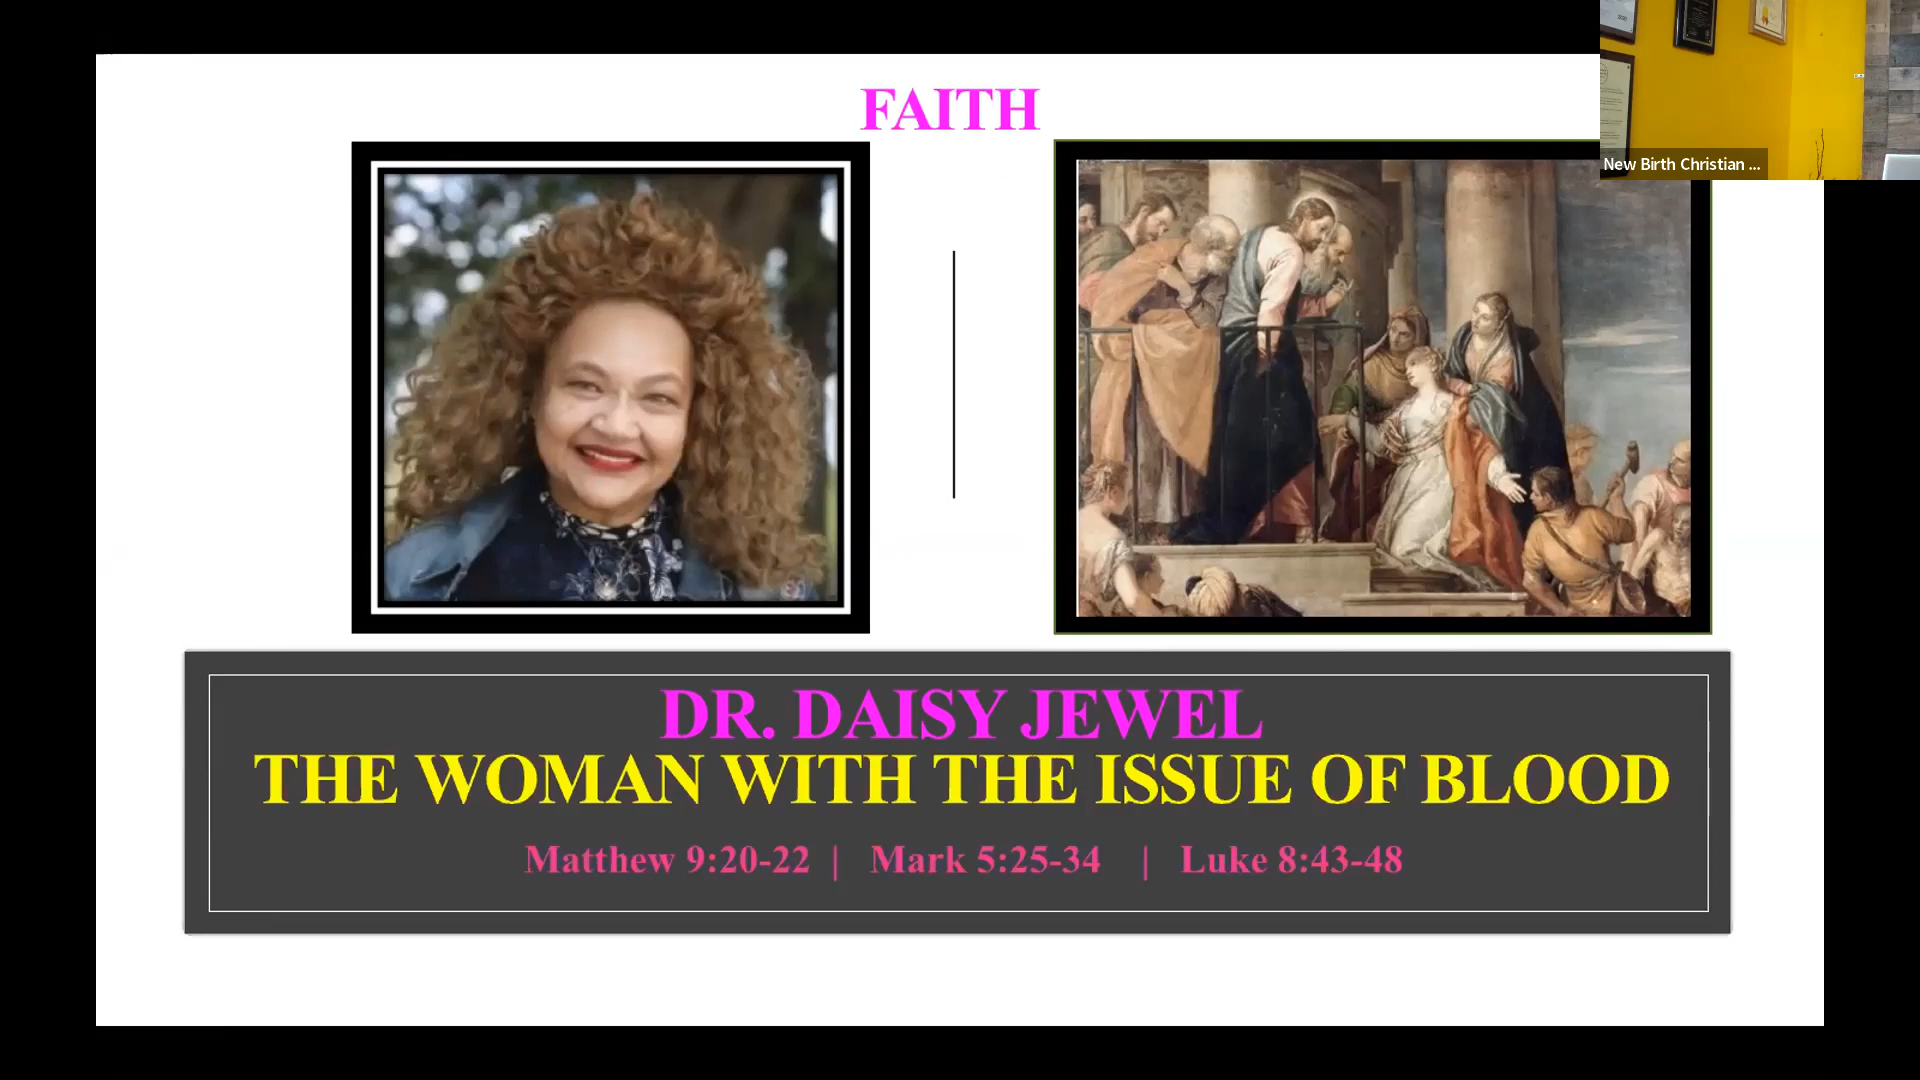 FAITH
New Birth Christian ...
DR. DAISY JEWEL
THE WOMAN WITH THE ISSUE OF BLOOD
Matthew 9:20-22 | Mark 5:25-34 | Luke 8:43-48